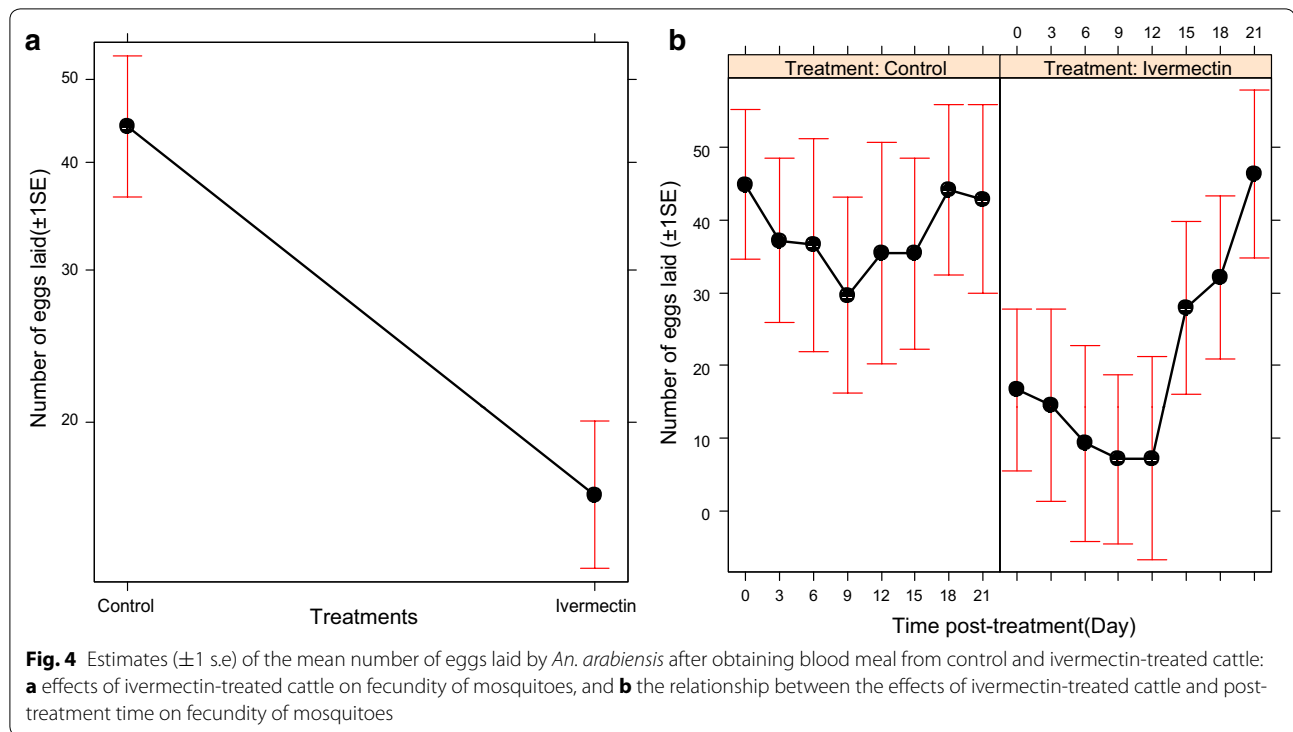 a
Number of eggs laid(±1SE)
50
40
30
20
Control
Ivermectin
Treatments
b
0 3 6 9 12 15 18 21
Treatment: Control
Treatment: Ivermectin
Number of eggs laid (±1SE)
50
40
30
20
10
0
0 3 6 9 12 15 18 21
Time post-treatment(Day)
Fig. 4 Estimates (±1 s.e) of the mean number of eggs laid by An. arabiensis after obtaining blood meal from control and ivermectin-treated cattle:
a effects of ivermectin-treated cattle on fecundity of mosquitoes, and b the relationship between the effects of ivermectin-treated cattle and post-
treatment time on fecundity of mosquitoes